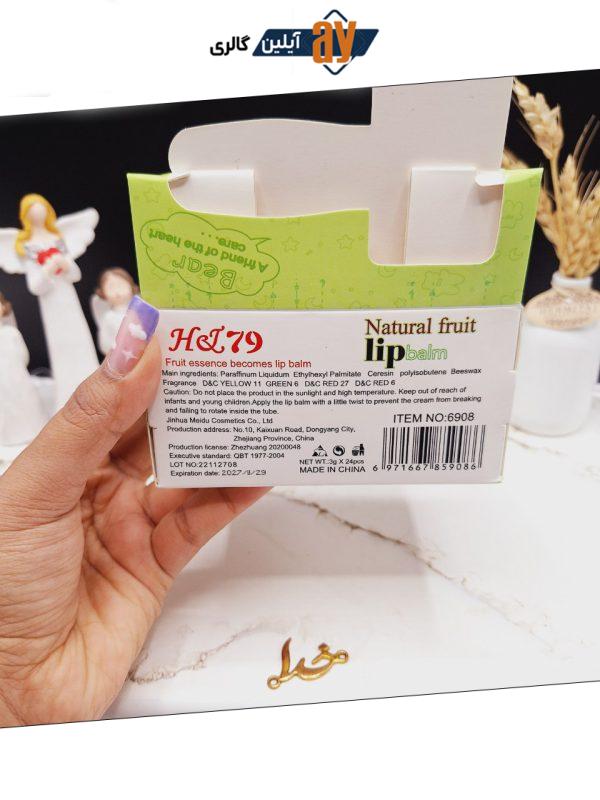 ay آیلین گالری
Bear
A friend of the heart
care...
H&L79
Natural fruit
lip balm
Fruit essence becomes lip balm
Main ingredients: Paraffinum Liquidum Ethylhexyl Palmitate Ceresin polyisobutene Beeswax
Fragrance D&C YELLOW 11 GREEN 6 D&C RED 27 D&C RED 6
Caution: Do not place the product in the sunlight and high temperature. Keep out of reach of
infants and young children.Apply the lip balm with a little twist to prevent the cream from breaking
and failing to rotate inside the tube.
Jinhua Meidu Cosmetics Co., Ltd
Production address: No.10, Kaixuan Road, Dongyang City,
Zhejiang Province, China
Production license: Zhezhuang 20200048
Executive standard: QBT 1977-2004
LOT NO:22112708
Expiration date: 2027/11/29
ITEM NO:6908
NET WT.:3g X 24pcs
MADE IN CHINA
6 971667 859086
خدا